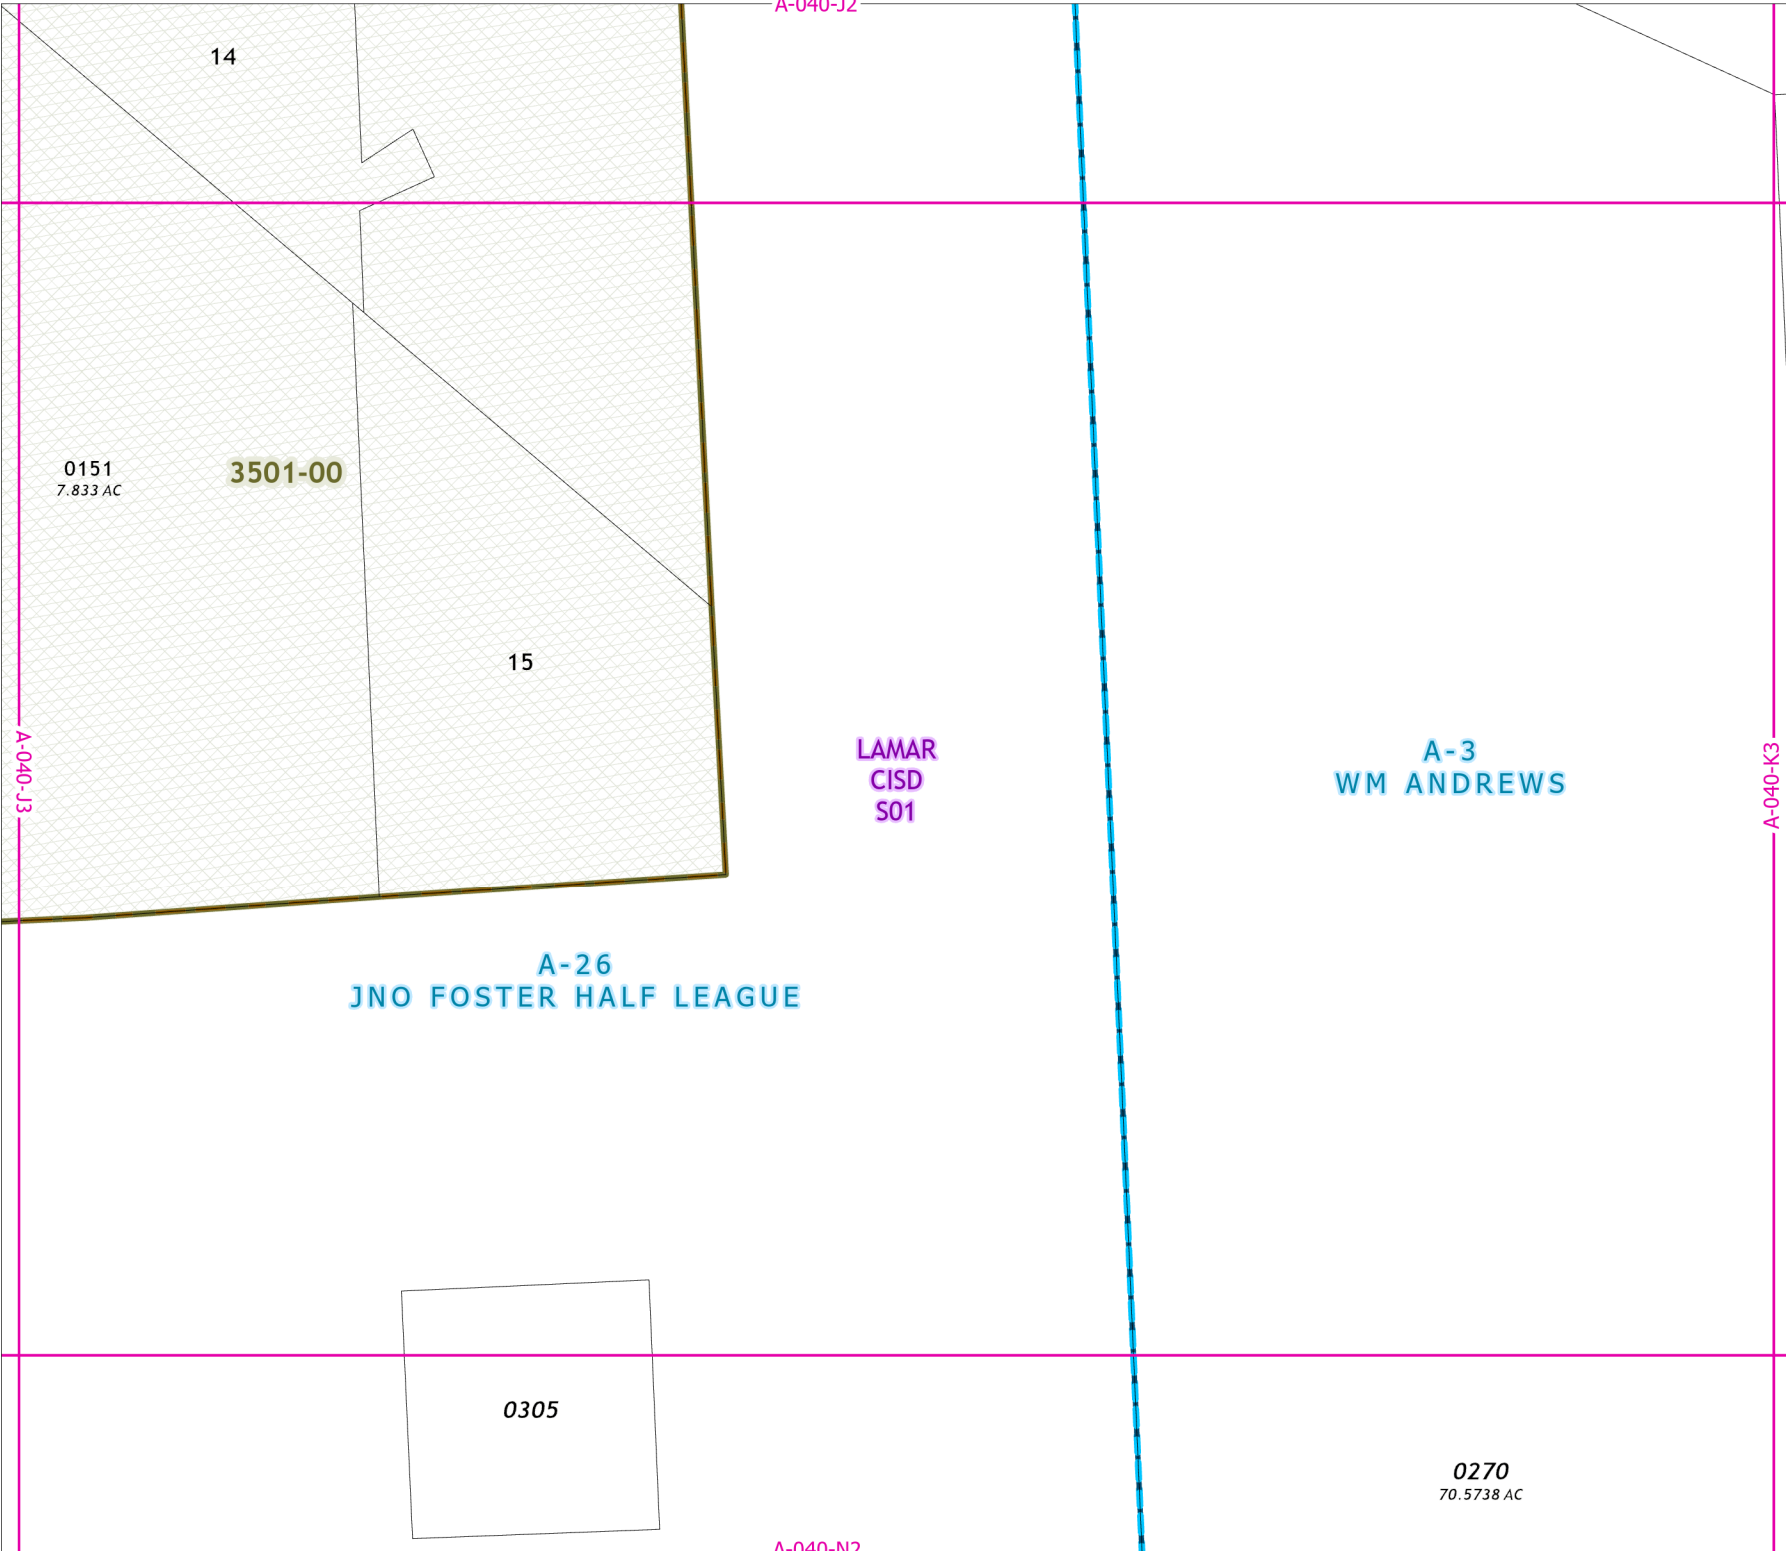 A-040-J2
14
0151
7.833 AC
3501-00
15
A-040-J3
LAMAR
CISD
S01
A-3
WM ANDREWS
A-040-K3
A-26
JNO FOSTER HALF LEAGUE
0305
0270
70.5738 AC
A-040-N2